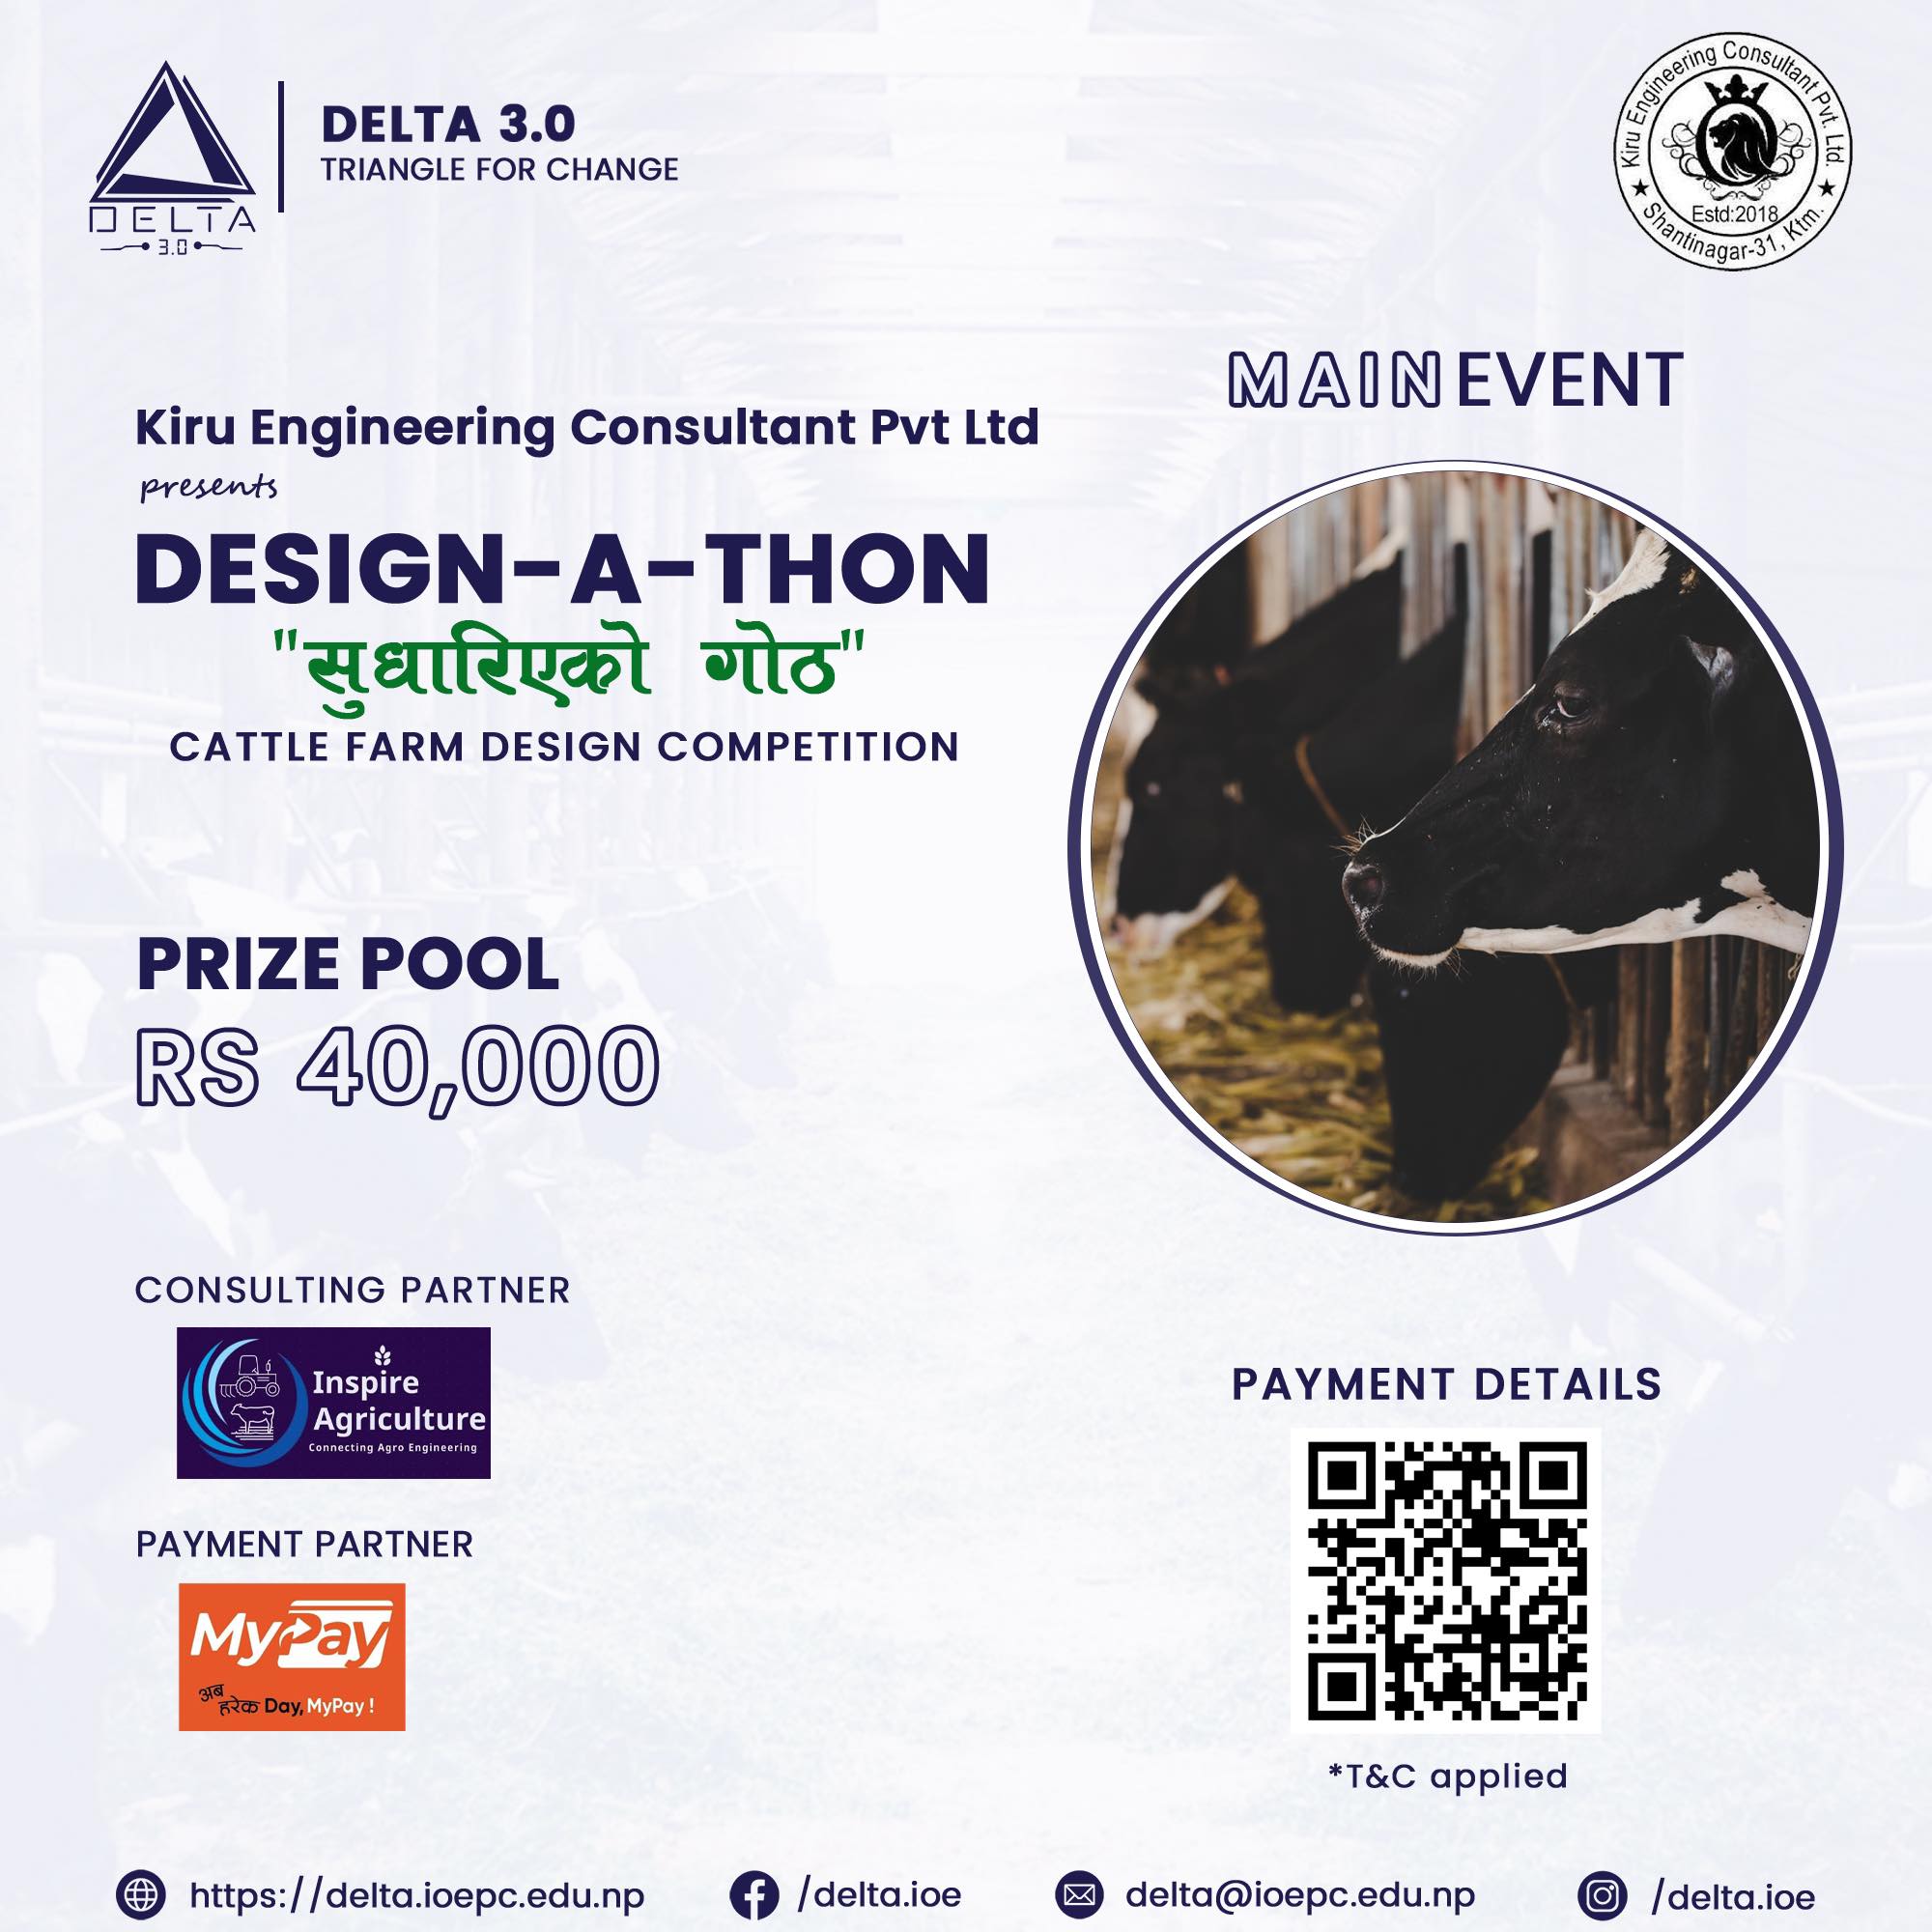 DELTA
3.0
DELTA 3.0
TRIANGLE FOR CHANGE
Kiru Engineering Consultant Pvt. Ltd.
Estd:2018
Shantinagar-31, Ktm.
MAIN EVENT
Kiru Engineering Consultant Pvt Ltd
presents
DESIGN-A-THON
"सुधारिएको गोठ"
CATTLE FARM DESIGN COMPETITION
PRIZE POOL
RS 40,000
CONSULTING PARTNER
Inspire
Agriculture
Connecting Agro Engineering
PAYMENT PARTNER
MyPay
अब
हरेक Day, MyPay !
PAYMENT DETAILS
*T&C applied
https://delta.ioepc.edu.np
/delta.ioe
delta@ioepc.edu.np
/delta.ioe